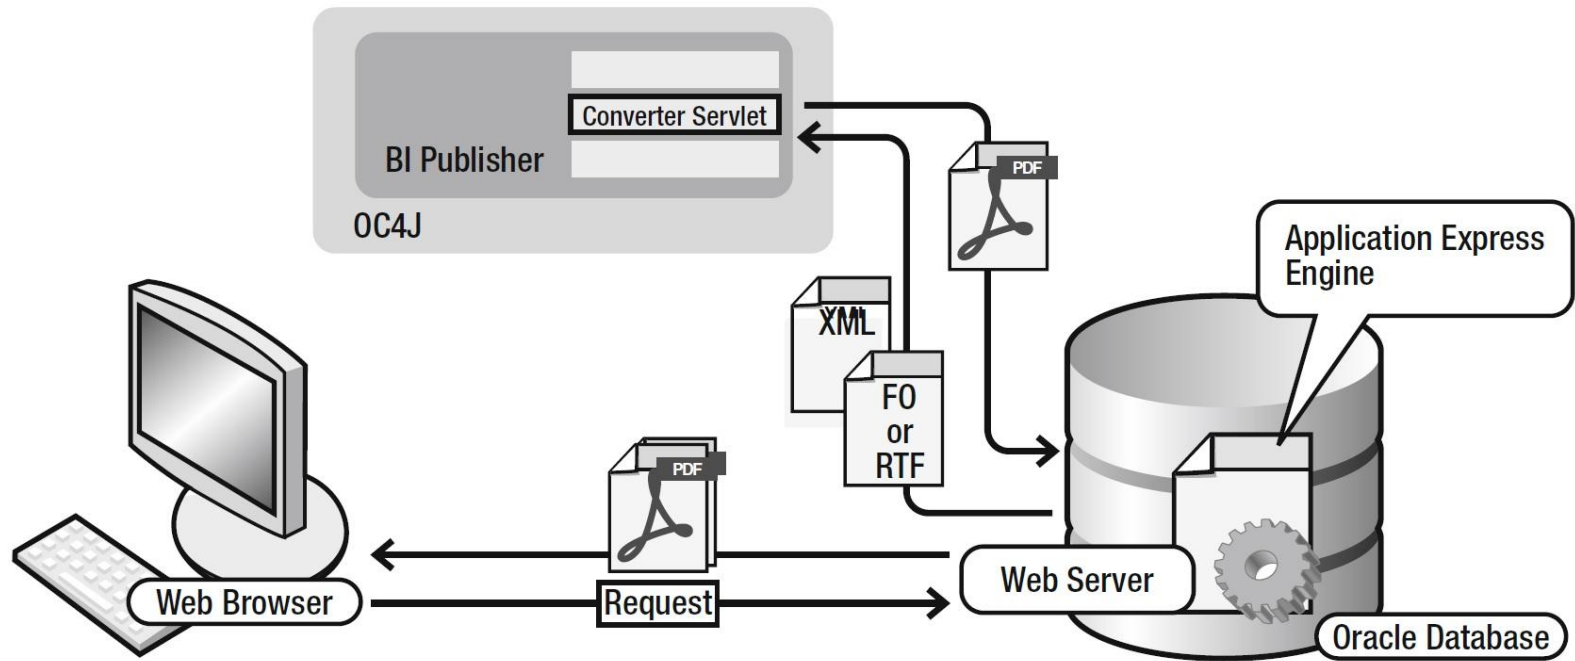 Converter Servlet
BI Publisher
OC4J
PDF
Application Express
Engine
XML
FO
or
RTF
PDF
Web Browser
Request
Web Server
Oracle Database